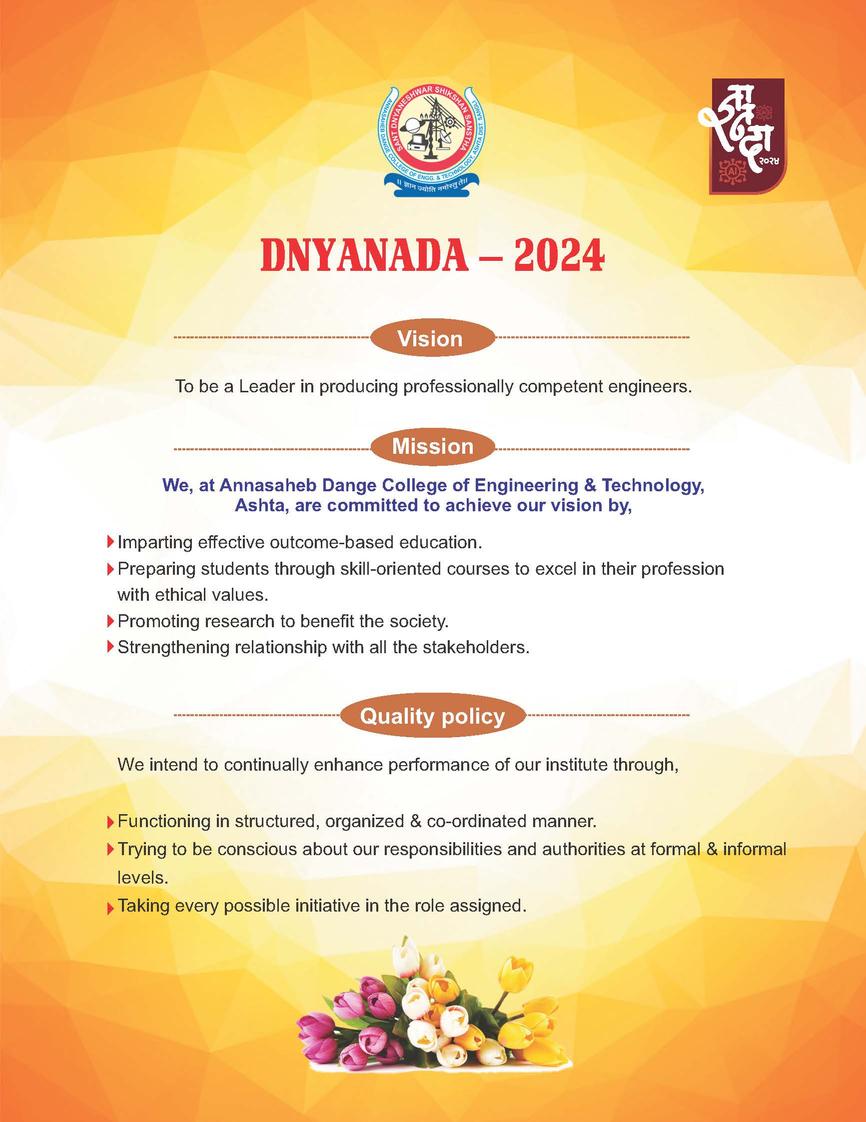 SANT DNYANESHWAR SHIKSHAN SANSTHA
ANNASAHEB DANGE COLLEGE OF ENGG. & TECHNOLOGY, ASHTA
ज्ञानदा
२०२४
AI
DNYANADA – 2024
Vision
To be a Leader in producing professionally competent engineers.
Mission
We, at Annasaheb Dange College of Engineering & Technology,
Ashta, are committed to achieve our vision by,
Imparting effective outcome-based education.
Preparing students through skill-oriented courses to excel in their profession
with ethical values.
Promoting research to benefit the society.
Strengthening relationship with all the stakeholders.
Quality policy
We intend to continually enhance performance of our institute through,
Functioning in structured, organized & co-ordinated manner.
Trying to be conscious about our responsibilities and authorities at formal & informal
levels.
Taking every possible initiative in the role assigned.